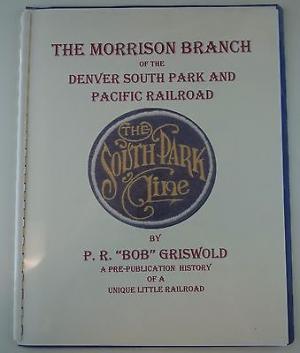 THE MORRISON BRANCH
OF THE
DENVER SOUTH PARK AND
PACIFIC RAILROAD
THE
SOUTH PARK
LINE
BY
P. R. "BOB" GRISWOLD
A PRE-PUBLICATION HISTORY
OF A
UNIQUE LITTLE RAILROAD